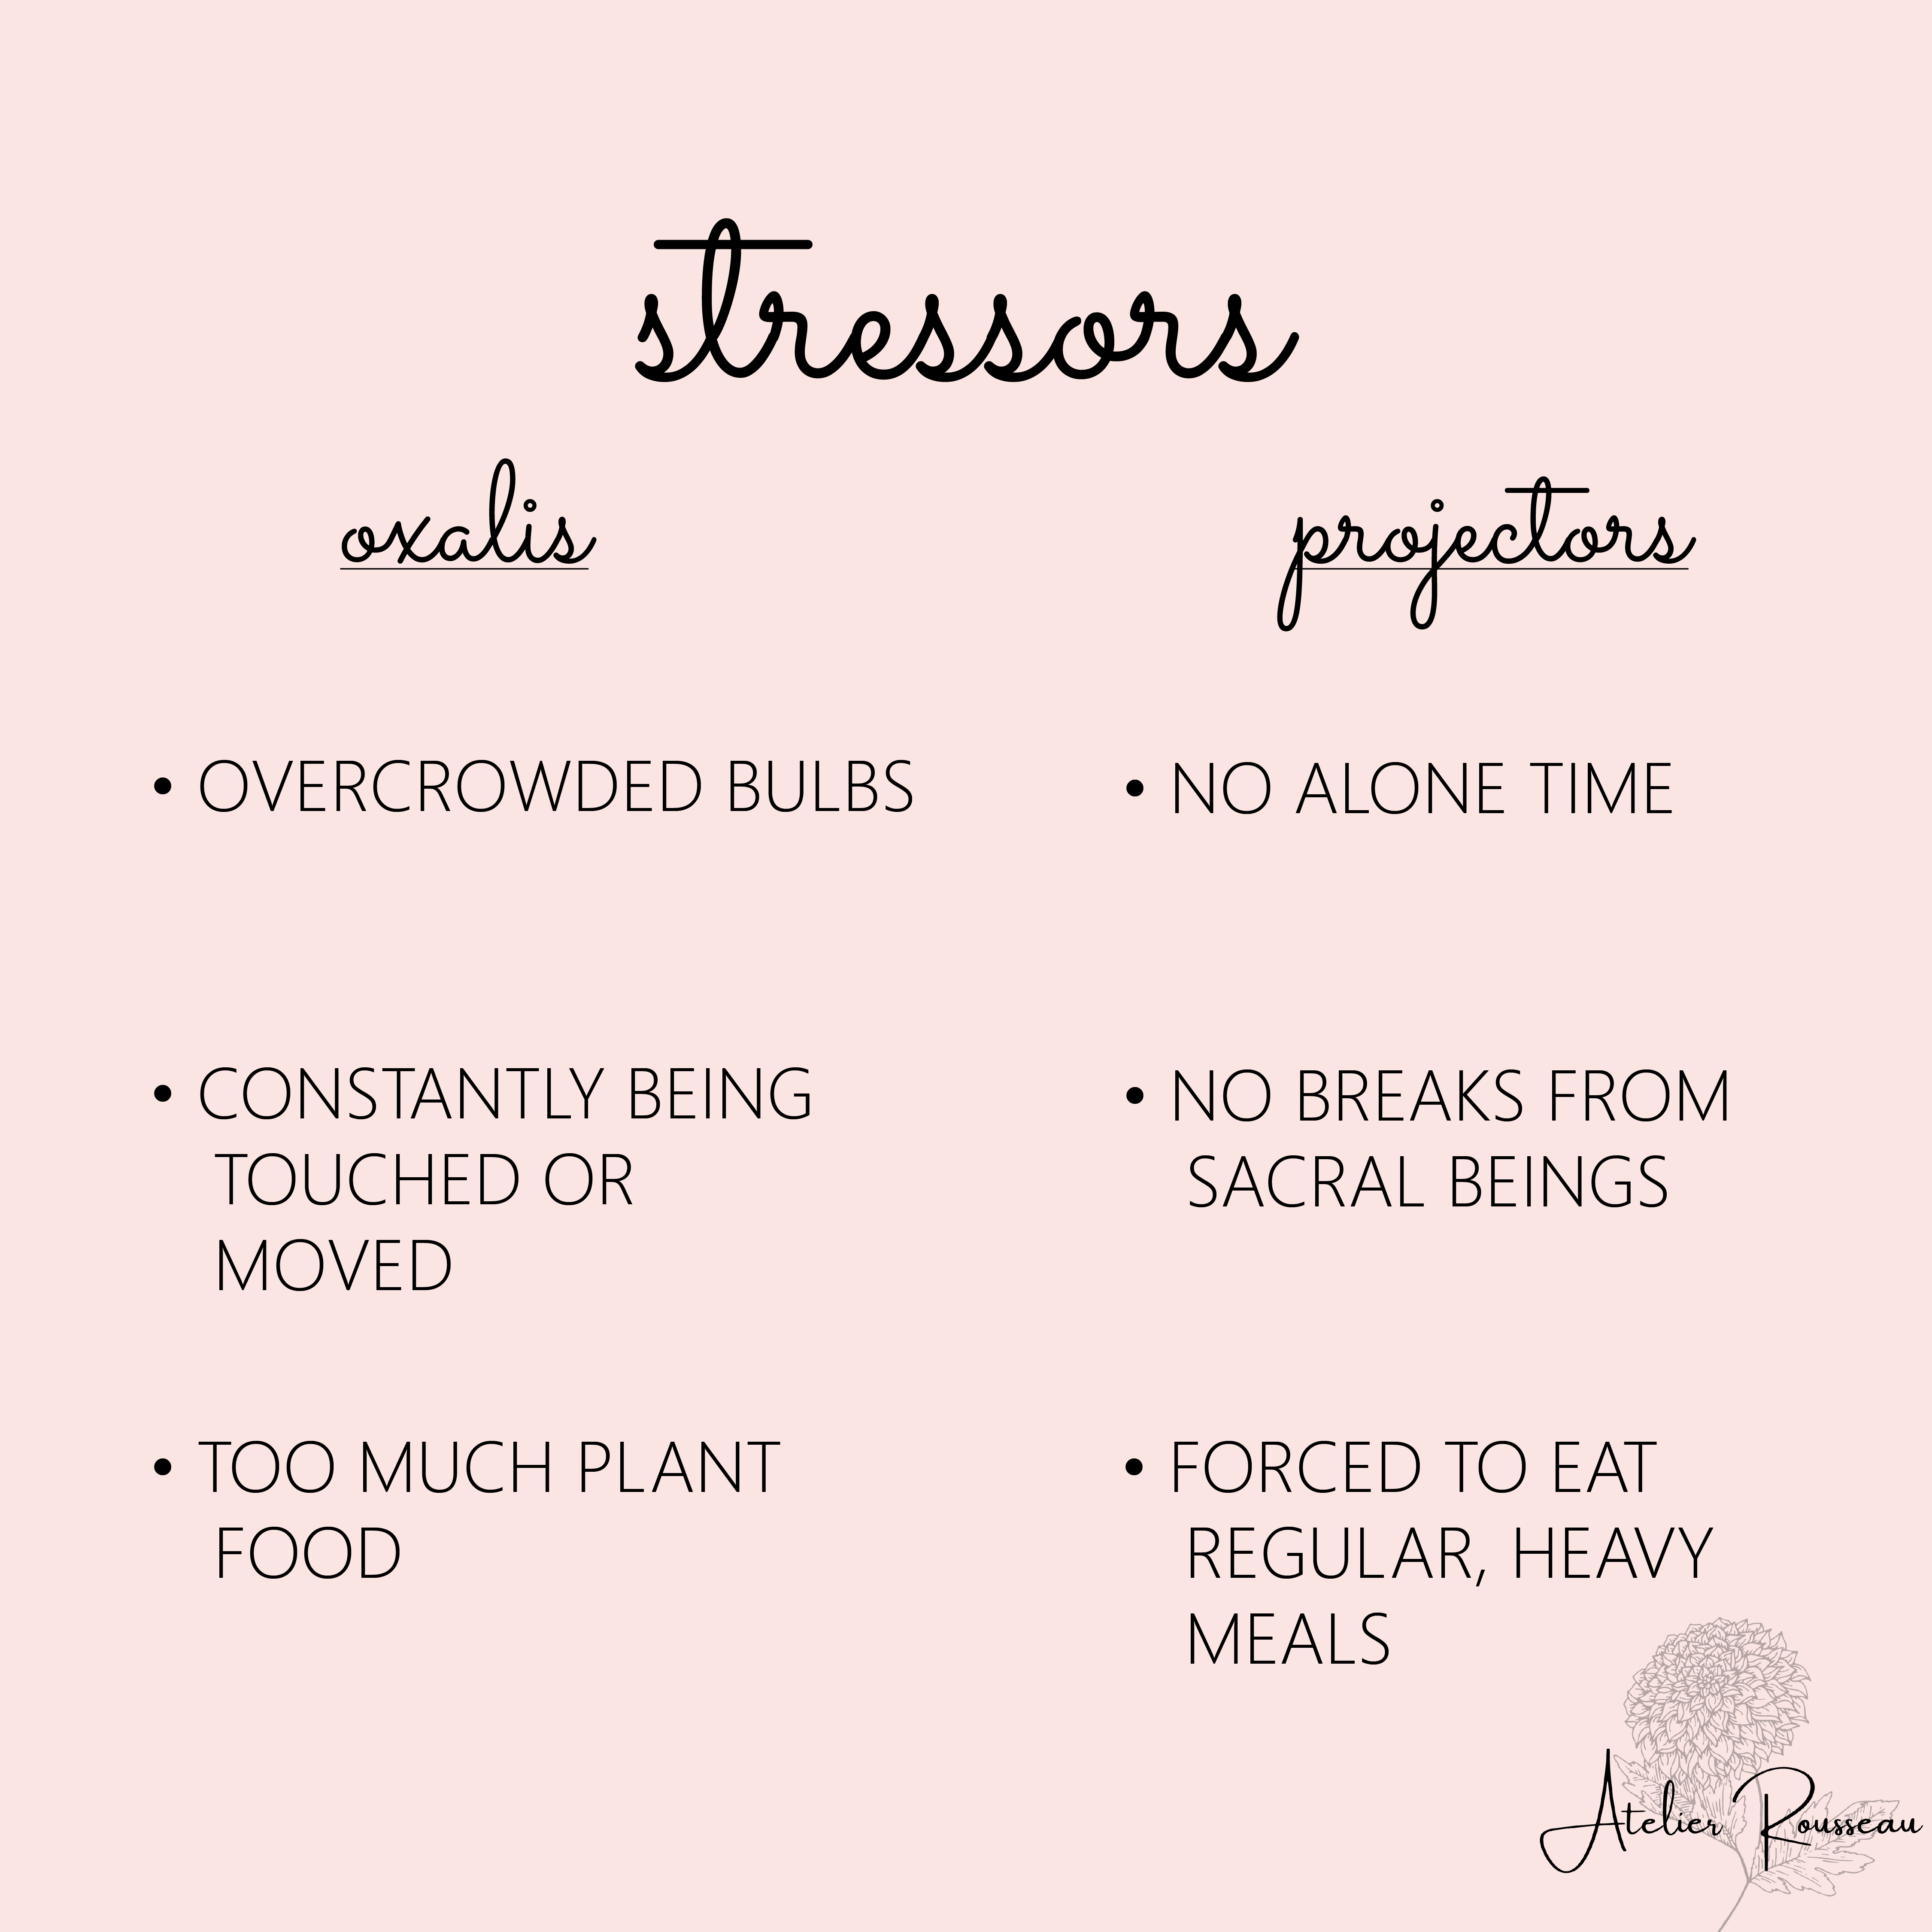 stressors
oxalis
• OVERCROWDED BULBS
• CONSTANTLY BEING
TOUCHED OR
MOVED
• TOO MUCH PLANT
FOOD
projectors
• NO ALONE TIME
• NO BREAKS FROM
SACRAL BEINGS
• FORCED TO EAT
REGULAR, HEAVY
MEALS
Atelier Rousseau